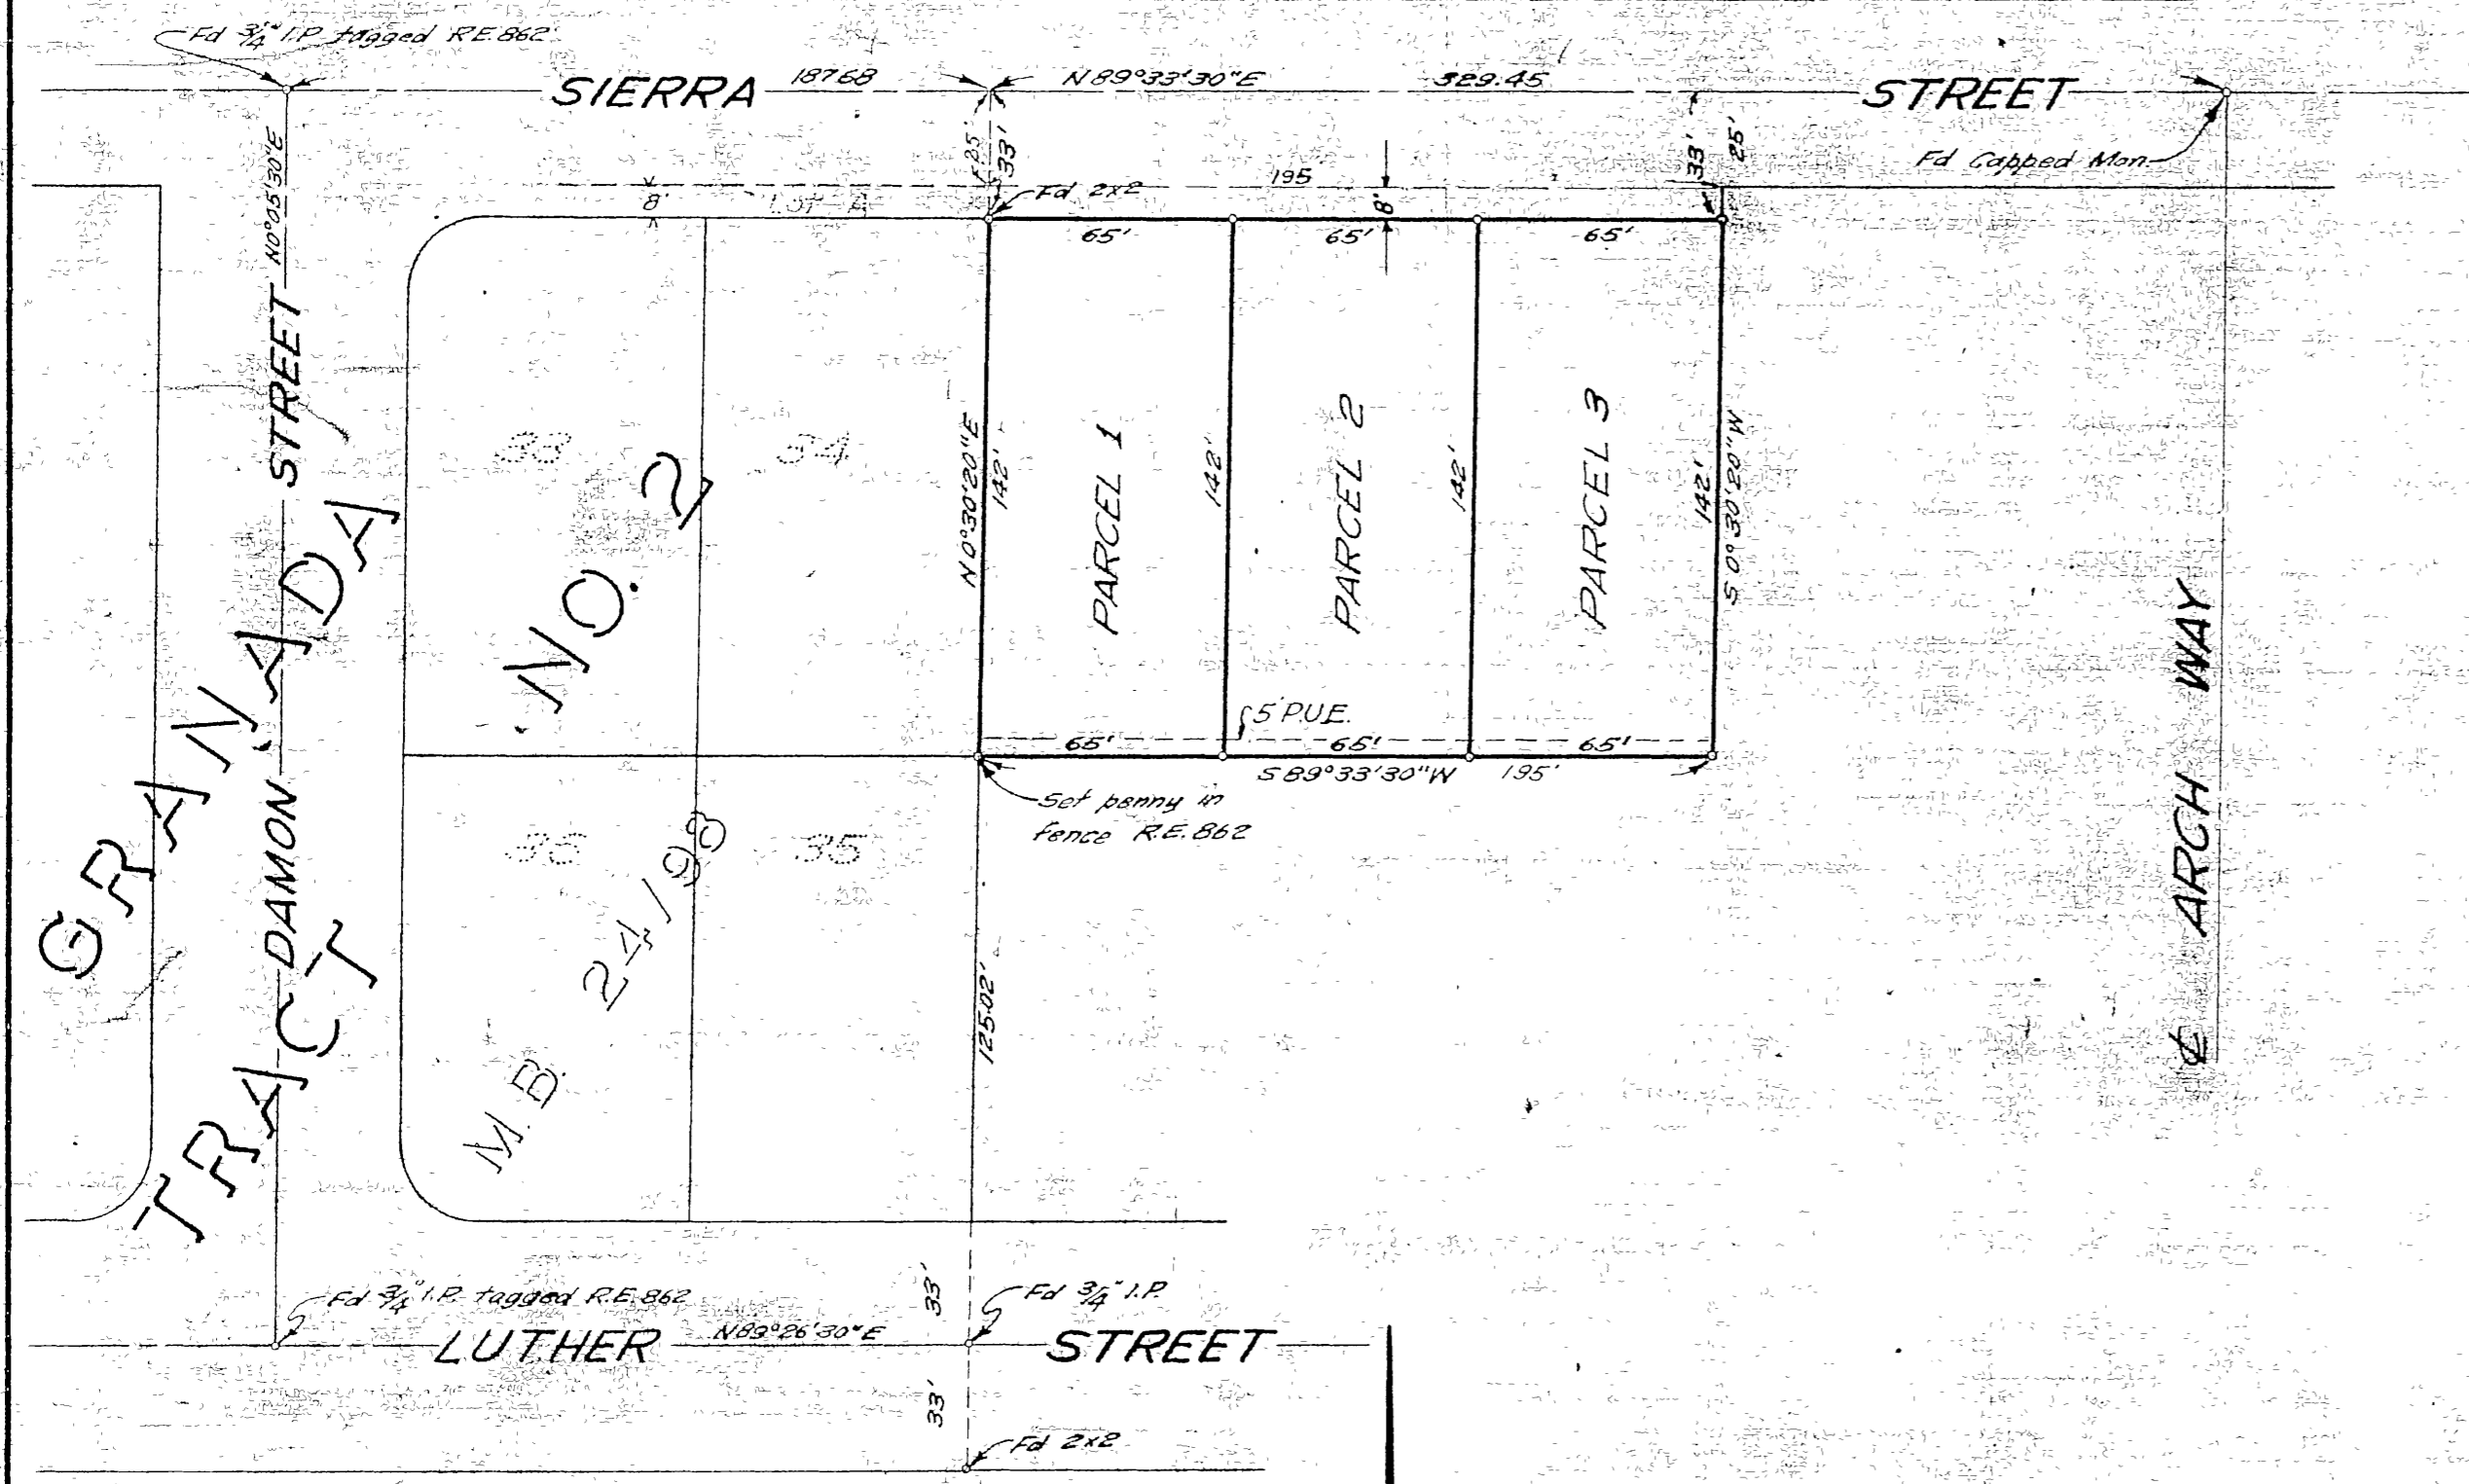 Fd 3/4" I.P. tagged R.E. 862
SIERRA 187.68 N 89°33'30"E 329.45 STREET
N 0°05'30"E
25'
33'
33'
25'
Fd Capped Mon
8'
LOT A
Fd 2x2
195
8'
65' 65' 65'
DAMON STREET
33
34
N 0°30'20"E
142'
PARCEL 1
142'
PARCEL 2
142'
PARCEL 3
142'
S 0°30'20"W
GRANADA
TRACT
NO. 2
M.B. 24/98
5' P.U.E.
65' 65' 65'
S 89°33'30"W 195'
Set penny in
fence R.E. 862
35
125.02'
₵ ARCH WAY
Fd 3/4" I.P. tagged R.E. 862
33'
Fd 3/4" I.P.
LUTHER N 89°26'30"E STREET
33'
Fd 2x2